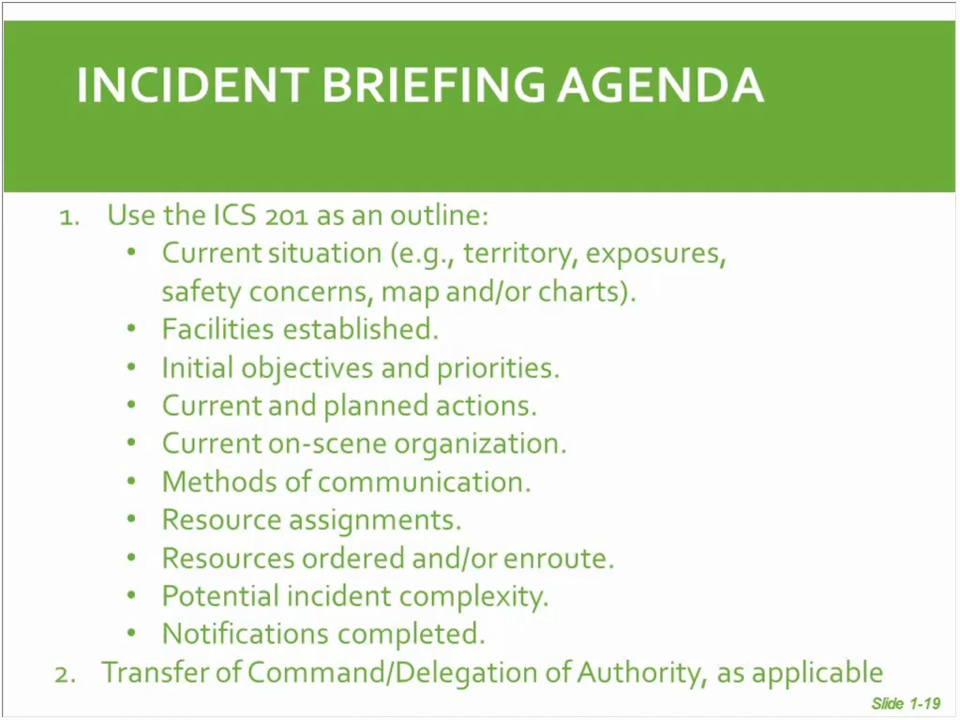 INCIDENT BRIEFING AGENDA
1. Use the ICS 201 as an outline:
• Current situation (e.g., territory, exposures,
safety concerns, map and/or charts).
• Facilities established.
• Initial objectives and priorities.
• Current and planned actions.
• Current on-scene organization.
• Methods of communication.
• Resource assignments.
• Resources ordered and/or enroute.
• Potential incident complexity.
• Notifications completed.
2. Transfer of Command/Delegation of Authority, as applicable
Slide 1-19